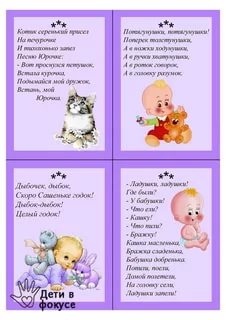 ***
Котик серенький присел
На печурочке
И тихохонько запел
Песню Юрочке:
- Вот проснулся петушок,
Встала курочка,
Подымайся мой дружок,
Встань, мой
Юрочка.
***
Потягунушки, потягунушки!
Поперек толстунушки,
А в ножки ходунушки,
А в ручки хватунушки,
А в роток говорок,
А в головку разумок.
***
Дыбочек, дыбок,
Скоро Сашеньке годок!
Дыбок-дыбок!
Целый годок!
***
- Ладушки, ладушки!
Где были?
- У бабушки!
- Что ели?
- Кашку!
- Что пили?
- Бражку!
Кашка масленька,
Бражка сладенька,
Бабушка добренька.
Попили, поели,
Домой полетели,
На головку сели,
Ладушки запели!
Дети в
фокусе